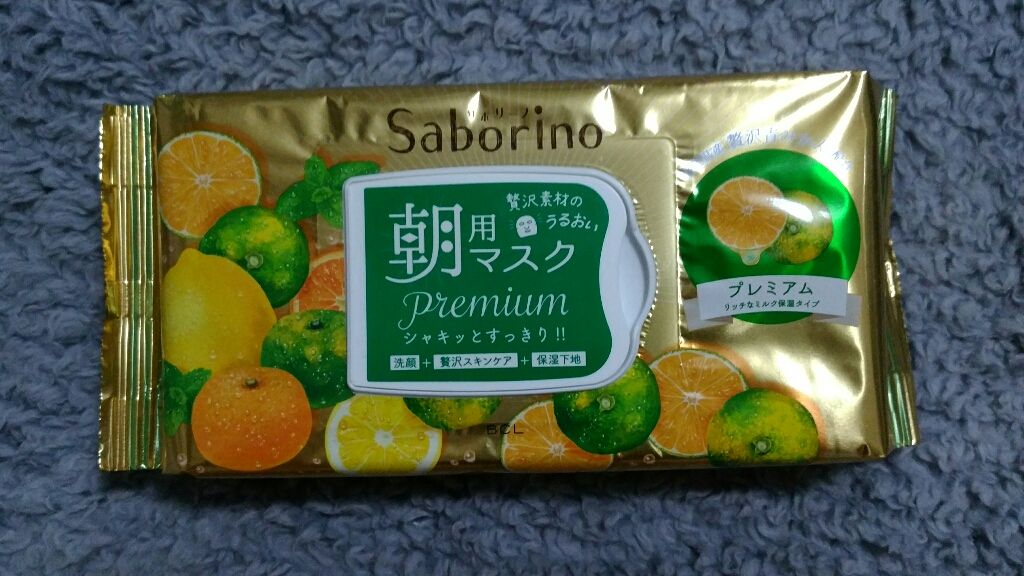 サボリーノ
Saborino
贅沢素材の
うるおい
朝用マスク
Premium
シャキッとすっきり!!
洗顔 + 贅沢スキンケア + 保湿下地
BCL
プレミアム
リッチなミルク保湿タイプ